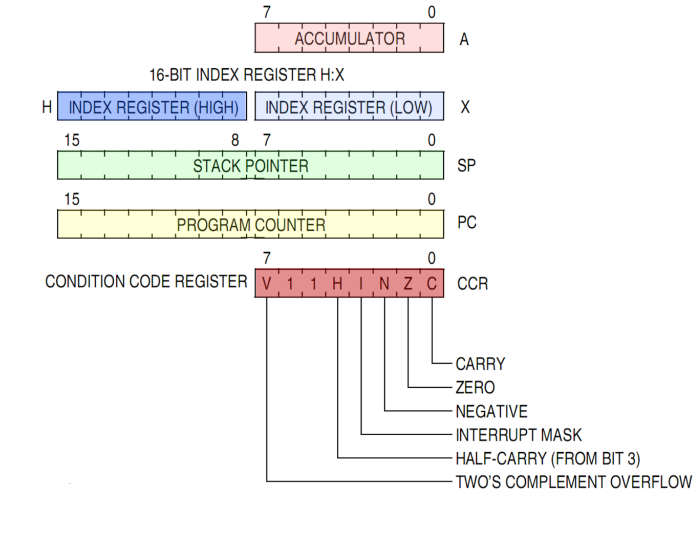 7 0
ACCUMULATOR A
16-BIT INDEX REGISTER H:X
H INDEX REGISTER (HIGH) INDEX REGISTER (LOW) X
15 8 7 0
STACK POINTER SP
15 0
PROGRAM COUNTER PC
7 0
CONDITION CODE REGISTER V 1 1 H I N Z C CCR
CARRY
ZERO
NEGATIVE
INTERRUPT MASK
HALF-CARRY (FROM BIT 3)
TWO'S COMPLEMENT OVERFLOW